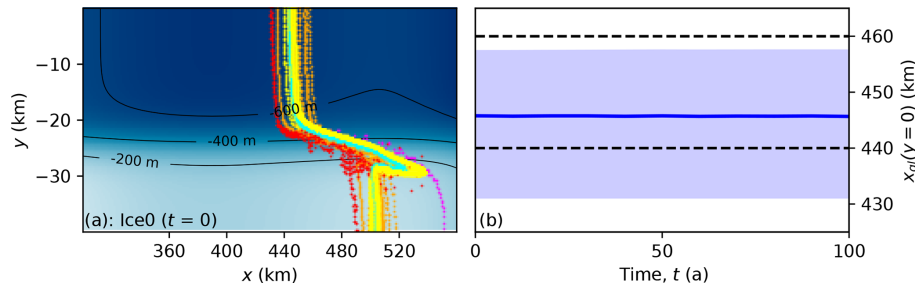 −10
−20
−30
y (km)
-600 m
-400 m
-200 m
(a): Ice0 (t = 0)
360
400
440
480
520
x (km)
(b)
0
50
100
Time, t (a)
460
450
440
430
x_gl(y = 0) (km)